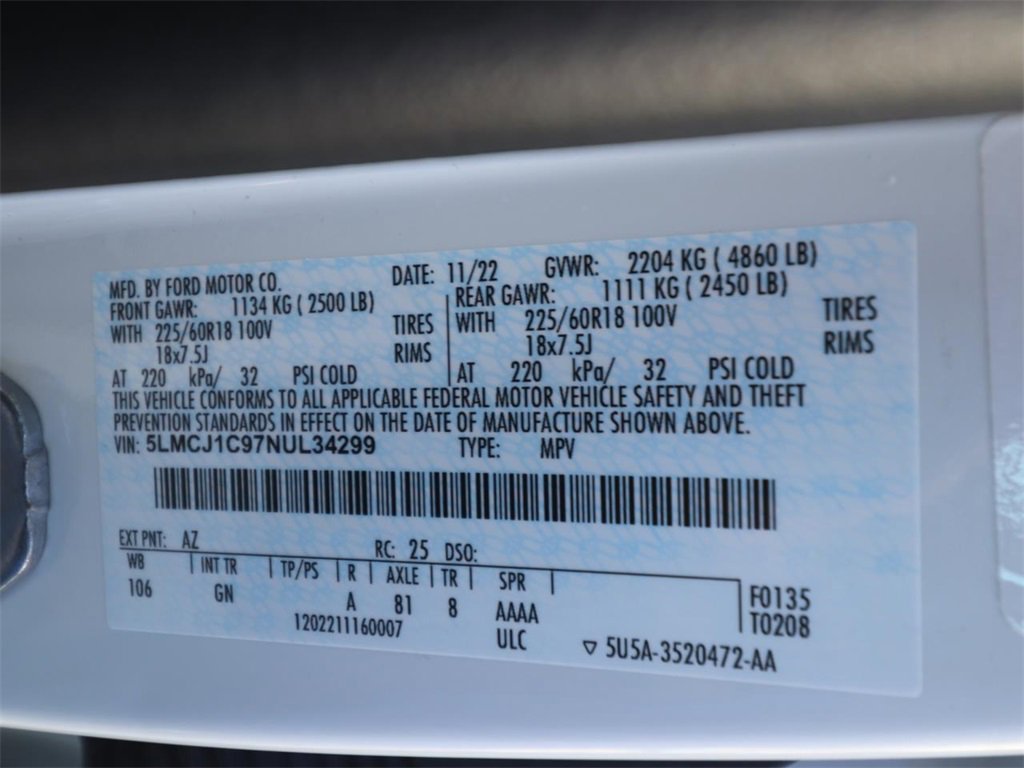 MFD. BY FORD MOTOR CO. DATE: 11/22 GVWR: 2204 KG ( 4860 LB)
FRONT GAWR: 1134 KG ( 2500 LB) REAR GAWR: 1111 KG ( 2450 LB)
WITH 225/60R18 100V TIRES WITH 225/60R18 100V TIRES
18x7.5J RIMS 18x7.5J RIMS
AT 220 kPa/ 32 PSI COLD AT 220 kPa/ 32 PSI COLD
THIS VEHICLE CONFORMS TO ALL APPLICABLE FEDERAL MOTOR VEHICLE SAFETY AND THEFT
PREVENTION STANDARDS IN EFFECT ON THE DATE OF MANUFACTURE SHOWN ABOVE.
VIN: 5LMCJ1C97NUL34299 TYPE: MPV
EXT PNT: AZ RC: 25 DSO:
WB INT TR TP/PS R AXLE TR SPR F0135
106 GN A 81 8 AAAA T0208
1202211160007 ULC 5U5A-3520472-AA